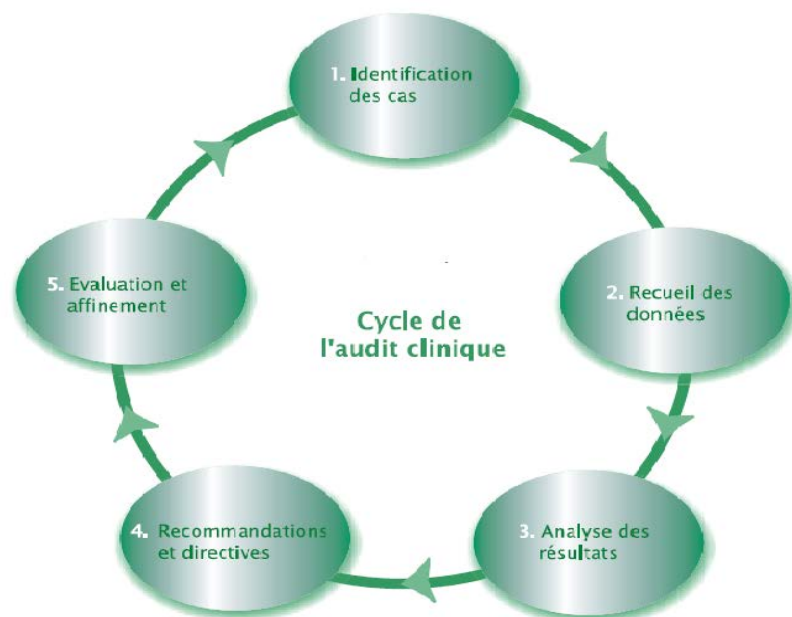 1. Identification
des cas
2. Recueil des
données
3. Analyse des
résultats
4. Recommandations
et directives
5. Evaluation et
affinement
Cycle de
l'audit clinique